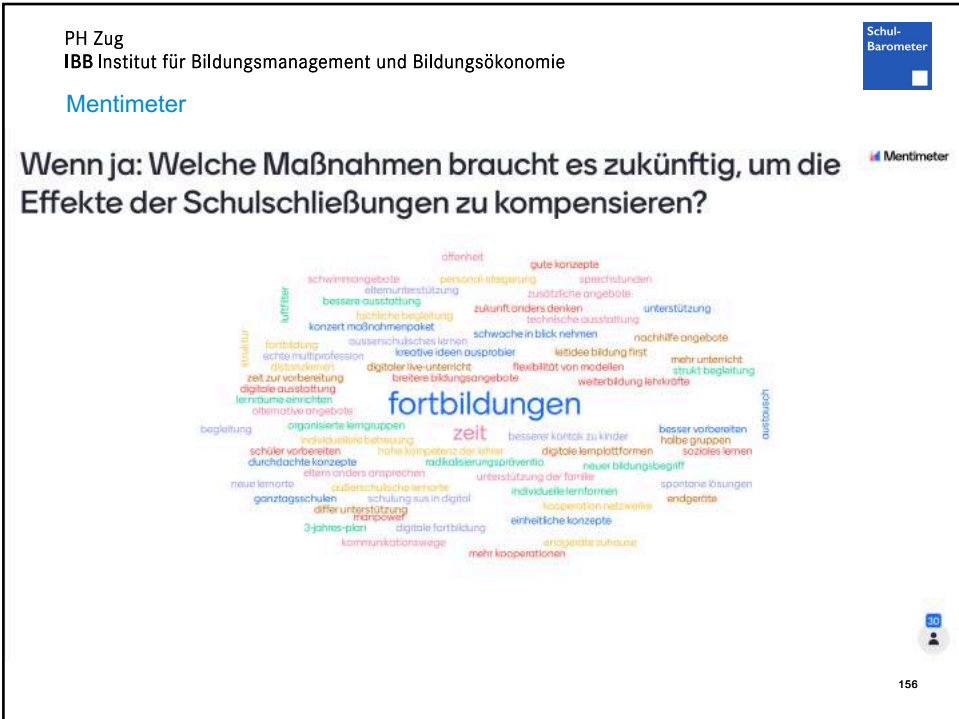 PH Zug
IBB Institut für Bildungsmanagement und Bildungsökonomie
Schul-
Barometer
Mentimeter
Wenn ja: Welche Maßnahmen braucht es zukünftig, um die
Effekte der Schulschließungen zu kompensieren?
Mentimeter
offenheit
gute konzepte
schwimmangebote
personal-steigerung
sprechstunden
elternunterstützung
zusätzliche angebote
luftfilter
bessere ausstattung
zukunft anders denken
unterstützung
fachliche begleitung
technische ausstattung
konzert maßnahmenpaket
schwache in blick nehmen
nachhilfe angebote
struktur
ausserschulisches lernen
fortbildung
kreative ideen ausprobier
leitidee bildung first
echte multiprofession
mehr unterricht
distanzlernen
digitaler live-unterricht
flexibilität von modellen
strukt begleitung
zeit zur vorbereitung
breitere bildungsangebote
weiterbildung lehrkräfte
digitale ausstattung
lernräume einrichten
fortbildungen
austausch
alternative angebote
begleitung
organisierte lerngruppen
zeit
besserer kontak zu kinder
besser vorbereiten
individuellere betreuung
halbe gruppen
schüler vorbereiten
hohe kompetenz der lehrer
digitale lernplattformen
soziales lernen
durchdachte konzepte
radikalisierungspräventio
neuer bildungsbegriff
eltern anders ansprechen
unterstützung der familie
neue lernorte
außerschulische lernorte
individuelle lernformen
spontane lösungen
ganztagsschulen
schulung sus in digital
endgeräte
differ unterstützung
kooperation netzwerke
manpower
3-jahres-plan
digitale fortbildung
einheitliche konzepte
kommunikationswege
endgeräte zuhause
mehr kooperationen
30
156